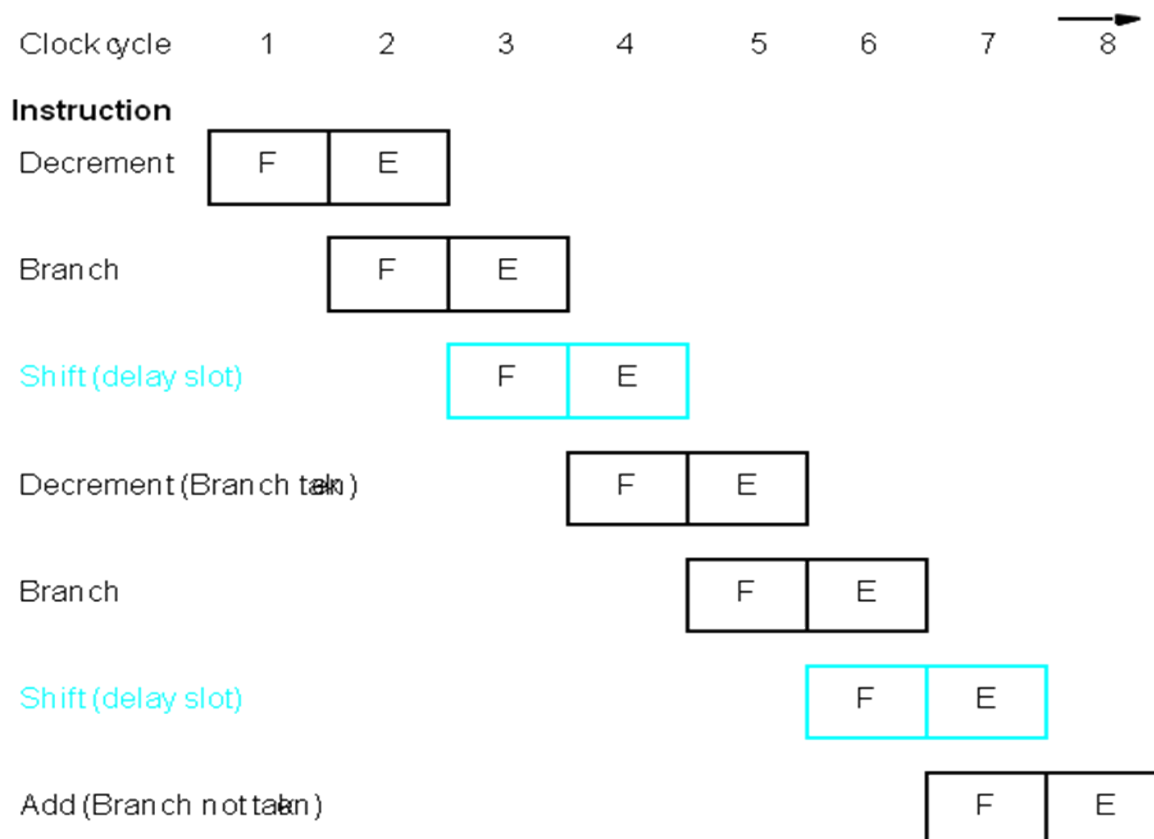 Clock cycle 1 2 3 4 5 6 7 8
Instruction
Decrement F E
Branch F E
Shift (delay slot) F E
Decrement (Branch taken) F E
Branch F E
Shift (delay slot) F E
Add (Branch not taken) F E